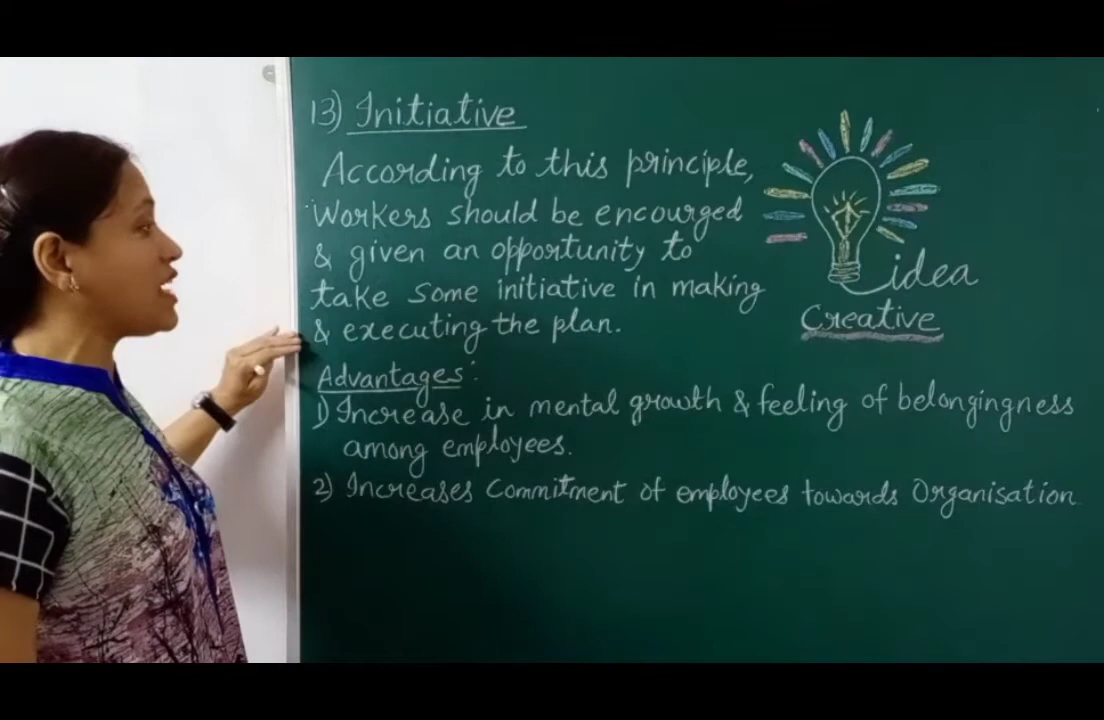 13) Initiative
According to this principle,
Workers should be encourged
& given an opportunity to
take some initiative in making
& executing the plan.
idea
Creative
Advantages:
1) Increase in mental growth & feeling of belongingness
among employees.
2) Increases Commitment of employees towards Organisation